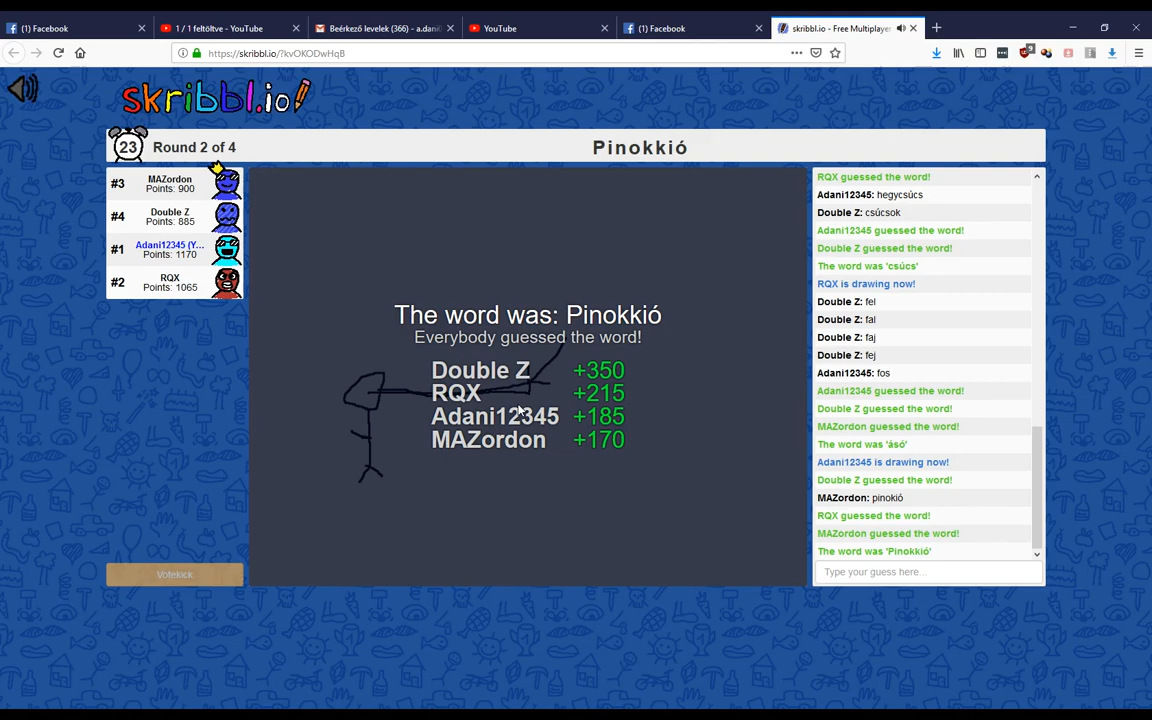 (1) Facebook
1 / 1 feltöltve - YouTube
Beérkező levelek (366) – a.dani
YouTube
(1) Facebook
skribbl.io - Free Multiplayer
https://skribbl.io/?kvOKODwHqB
9
skribbl.io
23
Round 2 of 4
Pinokkió
#3
MAZordon
Points: 900
#4
Double Z
Points: 885
#1
Adani12345 (Y...
Points: 1170
#2
RQX
Points: 1065
Votekick
The word was: Pinokkió
Everybody guessed the word!
Double Z +350
RQX +215
Adani12345 +185
MAZordon +170
RQX guessed the word!
Adani12345: hegycsúcs
Double Z: csúcsok
Adani12345 guessed the word!
Double Z guessed the word!
The word was 'csúcs'
RQX is drawing now!
Double Z: fel
Double Z: fal
Double Z: faj
Double Z: fej
Adani12345: fos
Adani12345 guessed the word!
Double Z guessed the word!
MAZordon guessed the word!
The word was 'ásó'
Adani12345 is drawing now!
Double Z guessed the word!
MAZordon: pinokió
RQX guessed the word!
MAZordon guessed the word!
The word was 'Pinokkió'
Type your guess here...